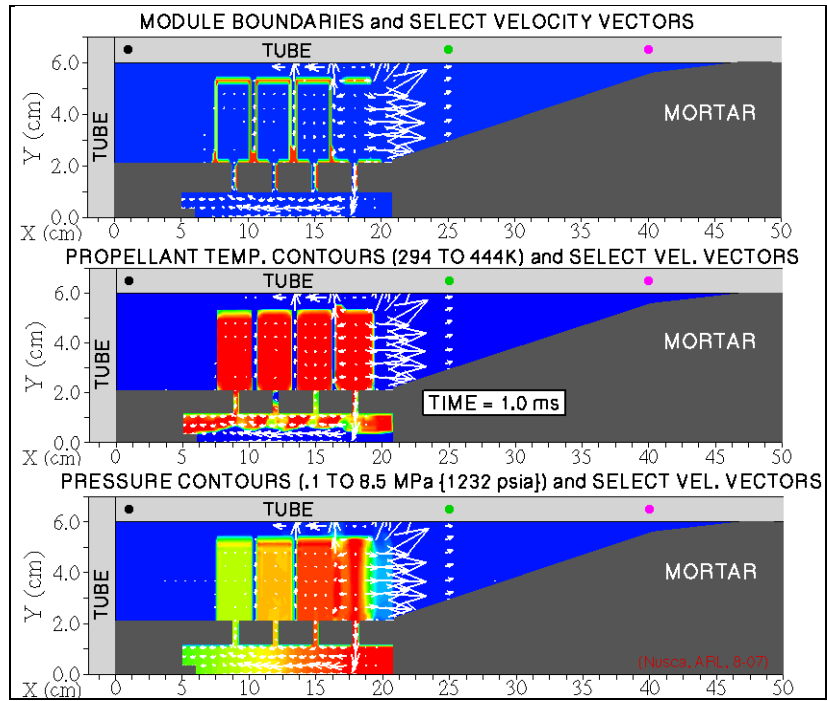 MODULE BOUNDARIES and SELECT VELOCITY VECTORS
TUBE
6.0
4.0
2.0
0.0
Y (cm)
TUBE
MORTAR
X (cm)
0 5 10 15 20 25 30 35 40 45 50
PROPELLANT TEMP. CONTOURS (294 TO 444K) and SELECT VEL. VECTORS
TUBE
6.0
4.0
2.0
0.0
Y (cm)
TUBE
MORTAR
TIME = 1.0 ms
X (cm)
0 5 10 15 20 25 30 35 40 45 50
PRESSURE CONTOURS (.1 TO 8.5 MPa {1232 psia}) and SELECT VEL. VECTORS
TUBE
6.0
4.0
2.0
0.0
Y (cm)
TUBE
MORTAR
(Nusca, ARL, 8-07)
X (cm)
0 5 10 15 20 25 30 35 40 45 50